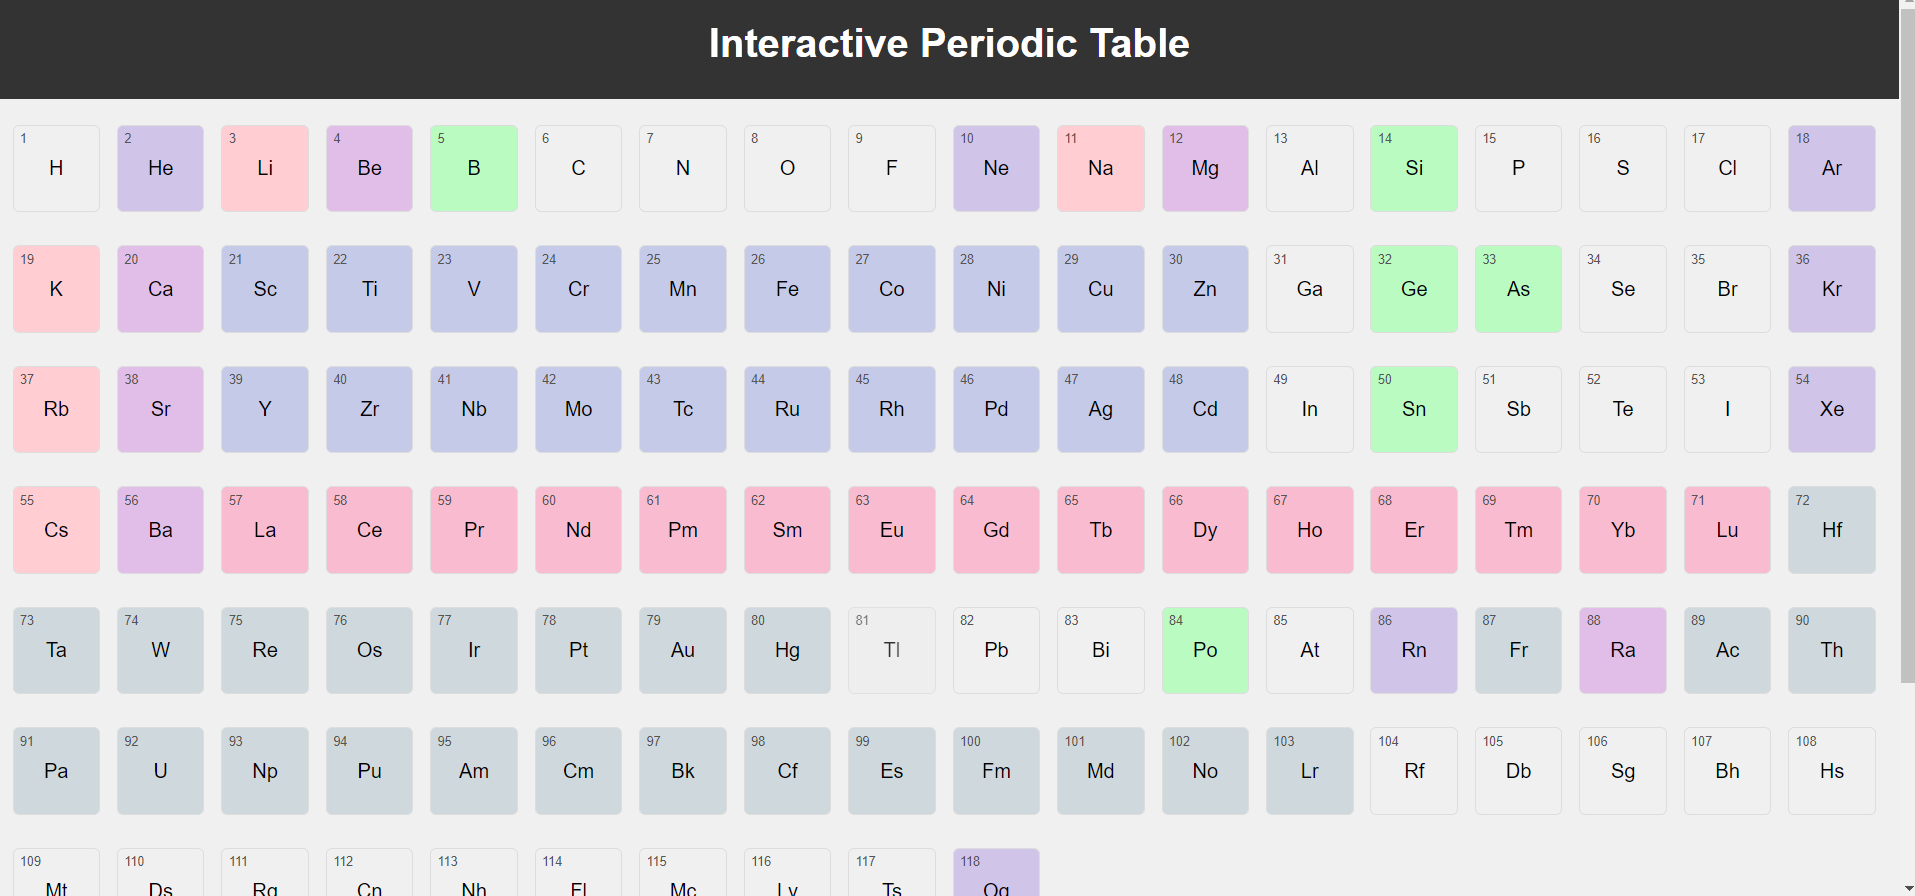 Interactive Periodic Table
1 2 3 4 5 6 7 8 9 10 11 12 13 14 15 16 17 18
H He Li Be B C N O F Ne Na Mg Al Si P S Cl Ar
19 20 21 22 23 24 25 26 27 28 29 30 31 32 33 34 35 36
K Ca Sc Ti V Cr Mn Fe Co Ni Cu Zn Ga Ge As Se Br Kr
37 38 39 40 41 42 43 44 45 46 47 48 49 50 51 52 53 54
Rb Sr Y Zr Nb Mo Tc Ru Rh Pd Ag Cd In Sn Sb Te I Xe
55 56 57 58 59 60 61 62 63 64 65 66 67 68 69 70 71 72
Cs Ba La Ce Pr Nd Pm Sm Eu Gd Tb Dy Ho Er Tm Yb Lu Hf
73 74 75 76 77 78 79 80 81 82 83 84 85 86 87 88 89 90
Ta W Re Os Ir Pt Au Hg Tl Pb Bi Po At Rn Fr Ra Ac Th
91 92 93 94 95 96 97 98 99 100 101 102 103 104 105 106 107 108
Pa U Np Pu Am Cm Bk Cf Es Fm Md No Lr Rf Db Sg Bh Hs
109 110 111 112 113 114 115 116 117 118
Mt Ds Rg Cn Nh Fl Mc Lv Ts Og